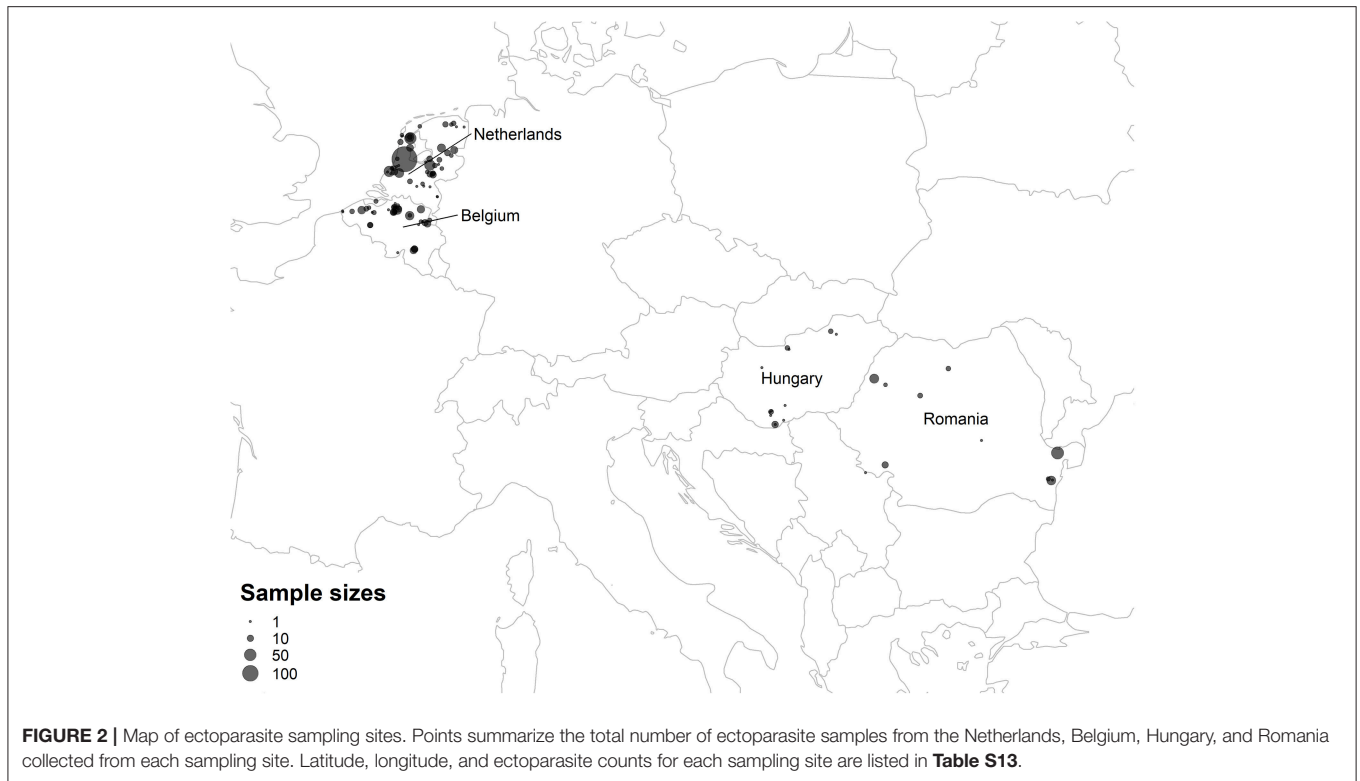 Netherlands
Belgium
Hungary
Romania
Sample sizes
1
10
50
100
FIGURE 2 | Map of ectoparasite sampling sites. Points summarize the total number of ectoparasite samples from the Netherlands, Belgium, Hungary, and Romania
collected from each sampling site. Latitude, longitude, and ectoparasite counts for each sampling site are listed in Table S13.